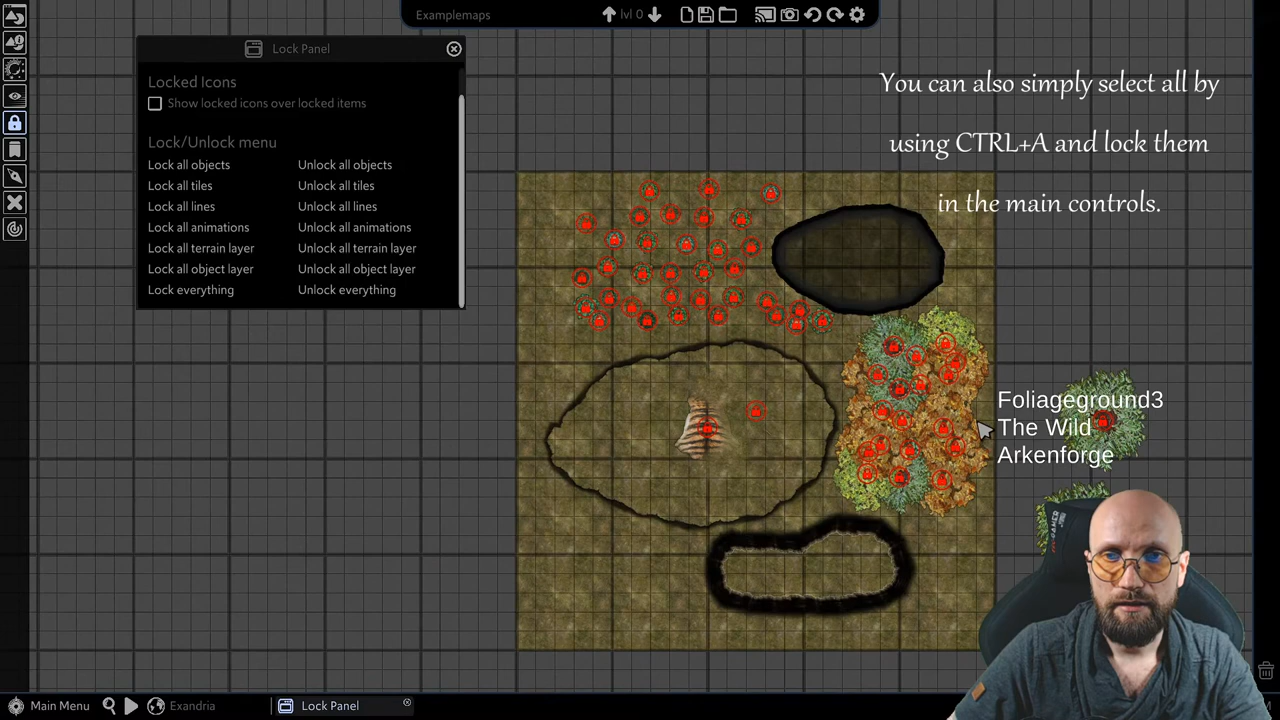 Examplemaps
lvl 0
Lock Panel
Locked Icons
Show locked icons over locked items
Lock/Unlock menu
Lock all objects
Unlock all objects
Lock all tiles
Unlock all tiles
Lock all lines
Unlock all lines
Lock all animations
Unlock all animations
Lock all terrain layer
Unlock all terrain layer
Lock all object layer
Unlock all object layer
Lock everything
Unlock everything
You can also simply select all by
using CTRL+A and lock them
in the main controls.
Foliageground3
The Wild
Arkenforge
Main Menu
Exandria
Lock Panel